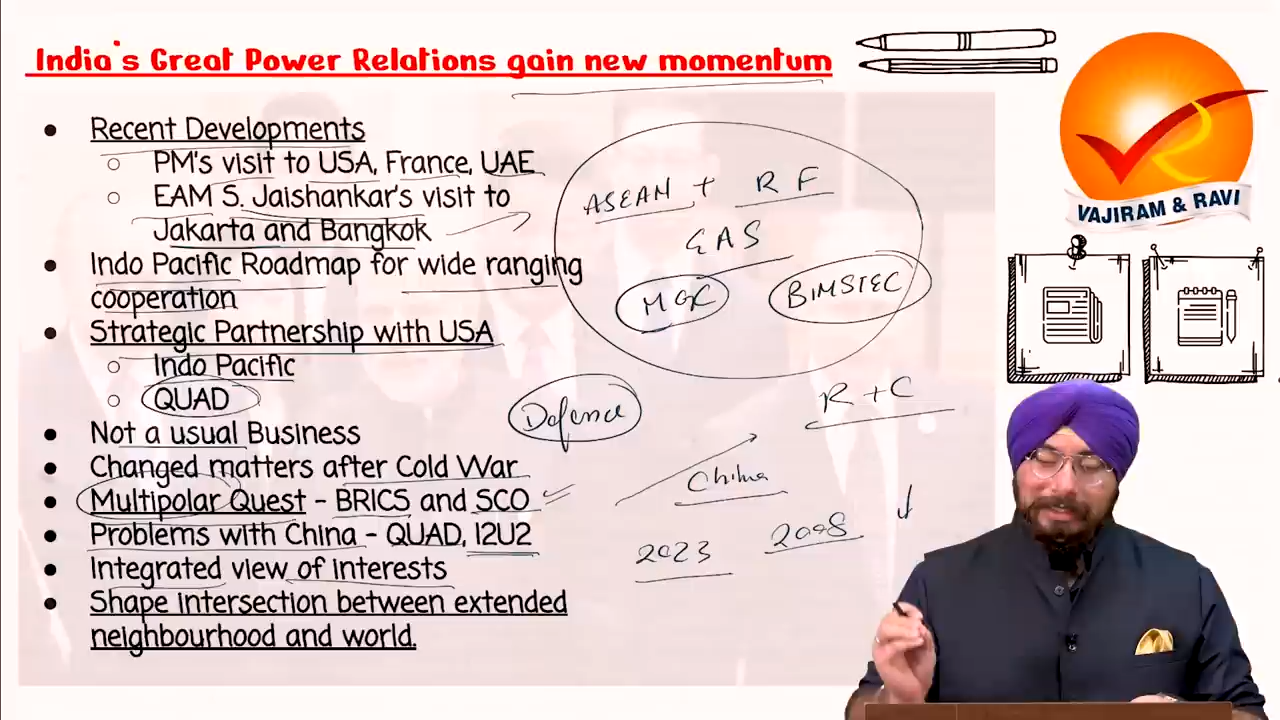 India's Great Power Relations gain new momentum
Recent Developments
PM's visit to USA, France, UAE
EAM S. Jaishankar's visit to
Jakarta and Bangkok
Indo Pacific Roadmap for wide ranging
cooperation
Strategic Partnership with USA
Indo Pacific
QUAD
Not a usual Business
Changed matters after Cold War
Multipolar Quest - BRICS and SCO
Problems with China - QUAD, I2U2
Integrated view of interests
Shape intersection between extended
neighbourhood and world.
ASEAN + RF
EAS
MGC BIMSTEC
Defence
R+C
China
2023 2008
VAJIRAM & RAVI